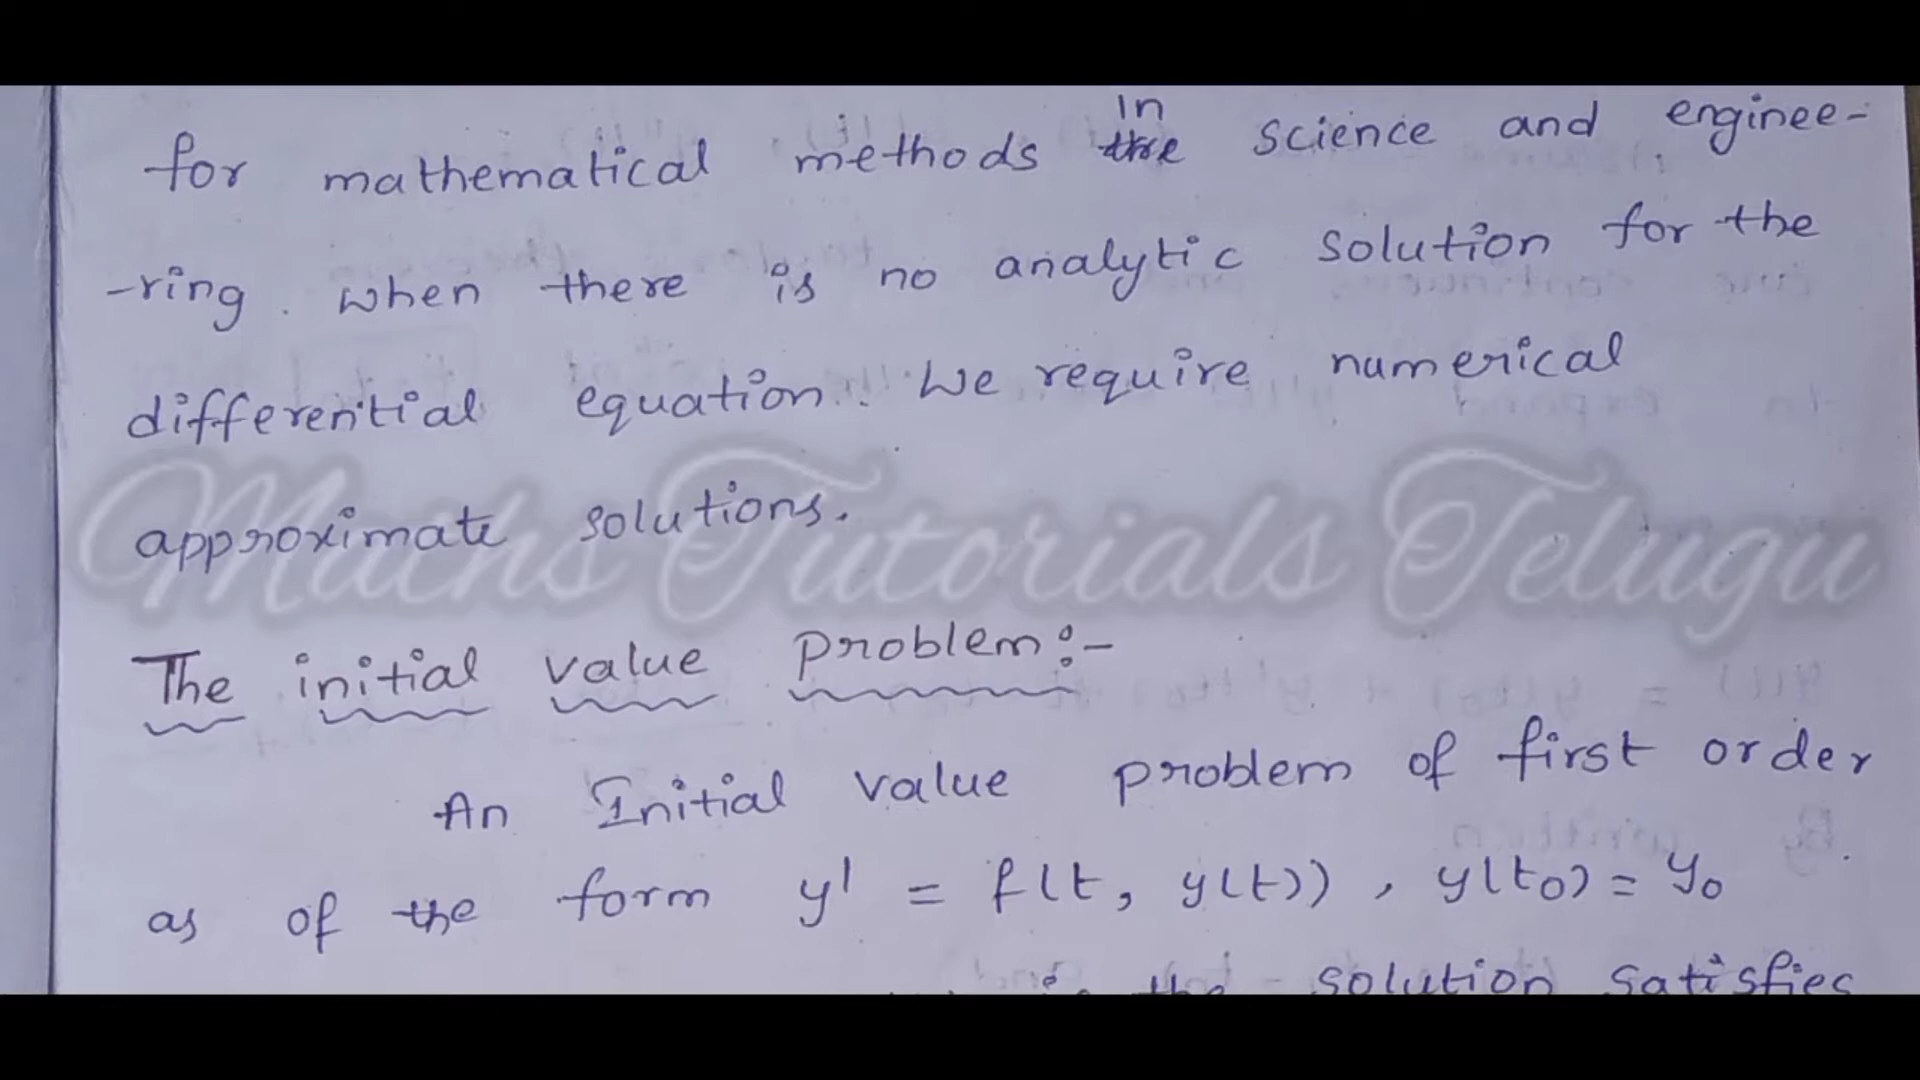 for mathematical methods in the science and enginee-
-ring. when there is no analytic solution for the
differential equation. We require numerical
approximate solutions.
Maths Tutorials Telugu
The initial value problem:-
An Initial value problem of first order
as of the form y' = f(t, y(t)), y(t0) = y0
the solution satisfies